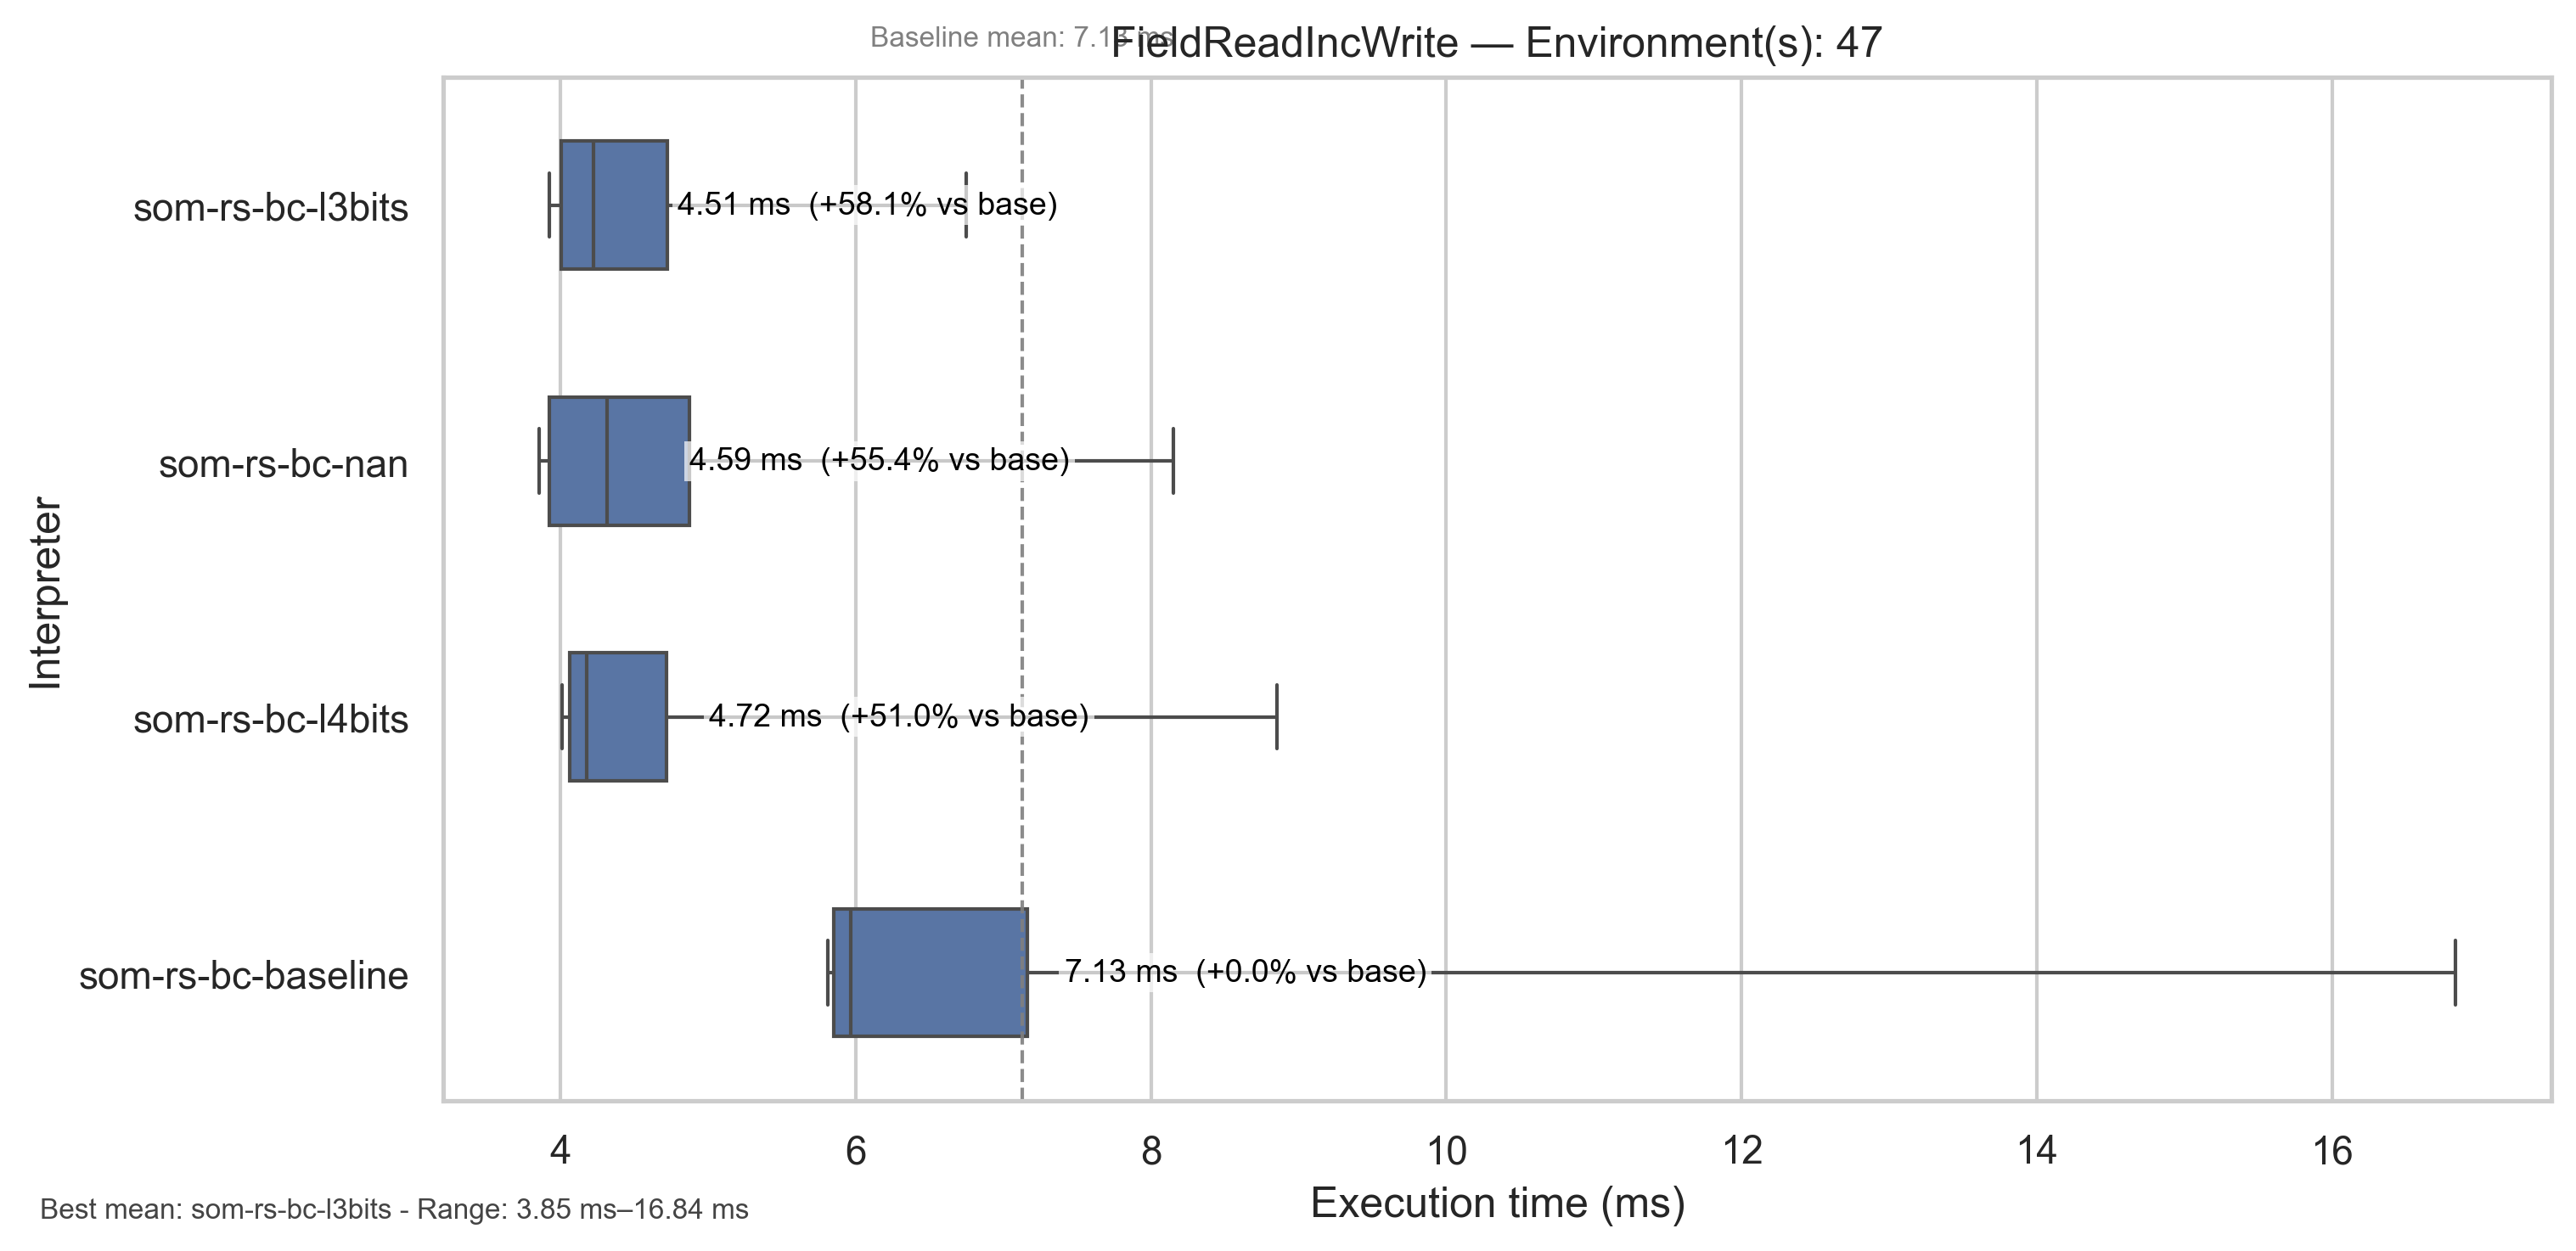 Baseline mean: 7.13 ms
FieldReadIncWrite — Environment(s): 47
som-rs-bc-l3bits
4.51 ms (+58.1% vs base)
som-rs-bc-nan
4.59 ms (+55.4% vs base)
som-rs-bc-l4bits
4.72 ms (+51.0% vs base)
som-rs-bc-baseline
7.13 ms (+0.0% vs base)
Interpreter
4 6 8 10 12 14 16
Execution time (ms)
Best mean: som-rs-bc-l3bits - Range: 3.85 ms–16.84 ms